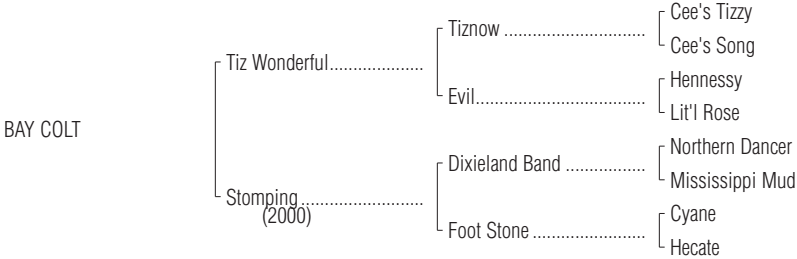 Cee's Tizzy
Tiznow ..............................
Cee's Song
Tiz Wonderful....................
Hennessy
Evil....................................
Lit'l Rose
BAY COLT
Northern Dancer
Dixieland Band .................
Mississippi Mud
Stomping ..........................
(2000)
Cyane
Foot Stone ........................
Hecate